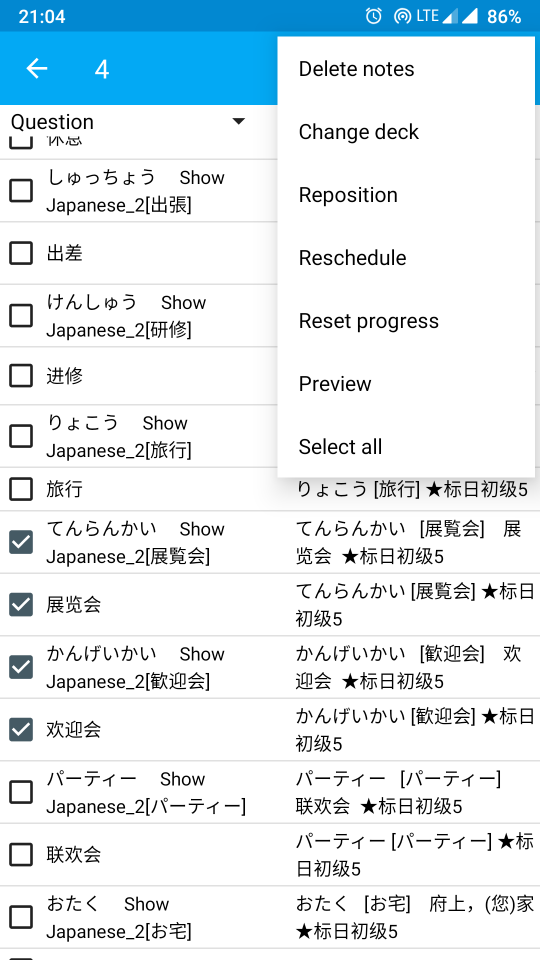 21:04
LTE
86%
4
Delete notes
Change deck
Reposition
Reschedule
Reset progress
Preview
Select all
Question
休息
しゅっちょう Show
Japanese_2[出張]
出差
けんしゅう Show
Japanese_2[研修]
进修
りょこう Show
Japanese_2[旅行]
旅行
りょこう [旅行] ★标日初级5
てんらんかい Show
Japanese_2[展覧会]
てんらんかい [展覧会] 展
览会 ★标日初级5
展览会
てんらんかい [展覧会] ★标日
初级5
かんげいかい Show
Japanese_2[歓迎会]
かんげいかい [歓迎会] 欢
迎会 ★标日初级5
欢迎会
かんげいかい [歓迎会] ★标日
初级5
パーティー Show
Japanese_2[パーティー]
パーティー [パーティー]
联欢会 ★标日初级5
联欢会
パーティー [パーティー] ★标
日初级5
おたく Show
Japanese_2[お宅]
おたく [お宅] 府上，(您)家
★标日初级5